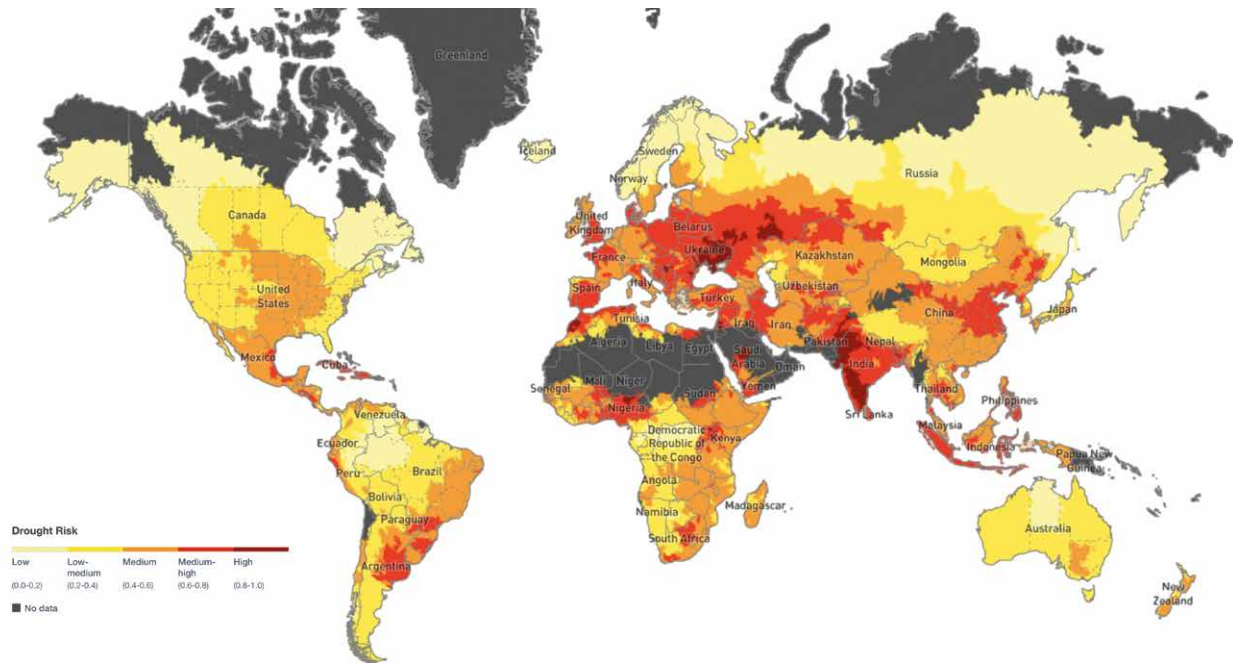 Greenland
Iceland
Sweden
Norway
Russia
Canada
United
Kingdom
Belarus
Ukraine
France
Kazakhstan
Mongolia
United
States
Spain
Italy
Turkey
Uzbekistan
China
Japan
Tunisia
Iraq
Iran
Mexico
Cuba
Algeria
Libya
Egypt
Saudi
Arabia
Pakistan
Nepal
Oman
India
Senegal
Mali
Niger
Sudan
Yemen
Thailand
Philippines
Nigeria
Sri Lanka
Venezuela
Ecuador
Democratic
Republic of
the Congo
Kenya
Malaysia
Indonesia
Papua New
Guinea
Peru
Brazil
Bolivia
Angola
Paraguay
Namibia
Madagascar
Australia
South Africa
Argentina
New
Zealand
Drought Risk
Low
Low-
medium
Medium
Medium-
high
High
(0.0-0.2)
(0.2-0.4)
(0.4-0.6)
(0.6-0.8)
(0.8-1.0)
No data